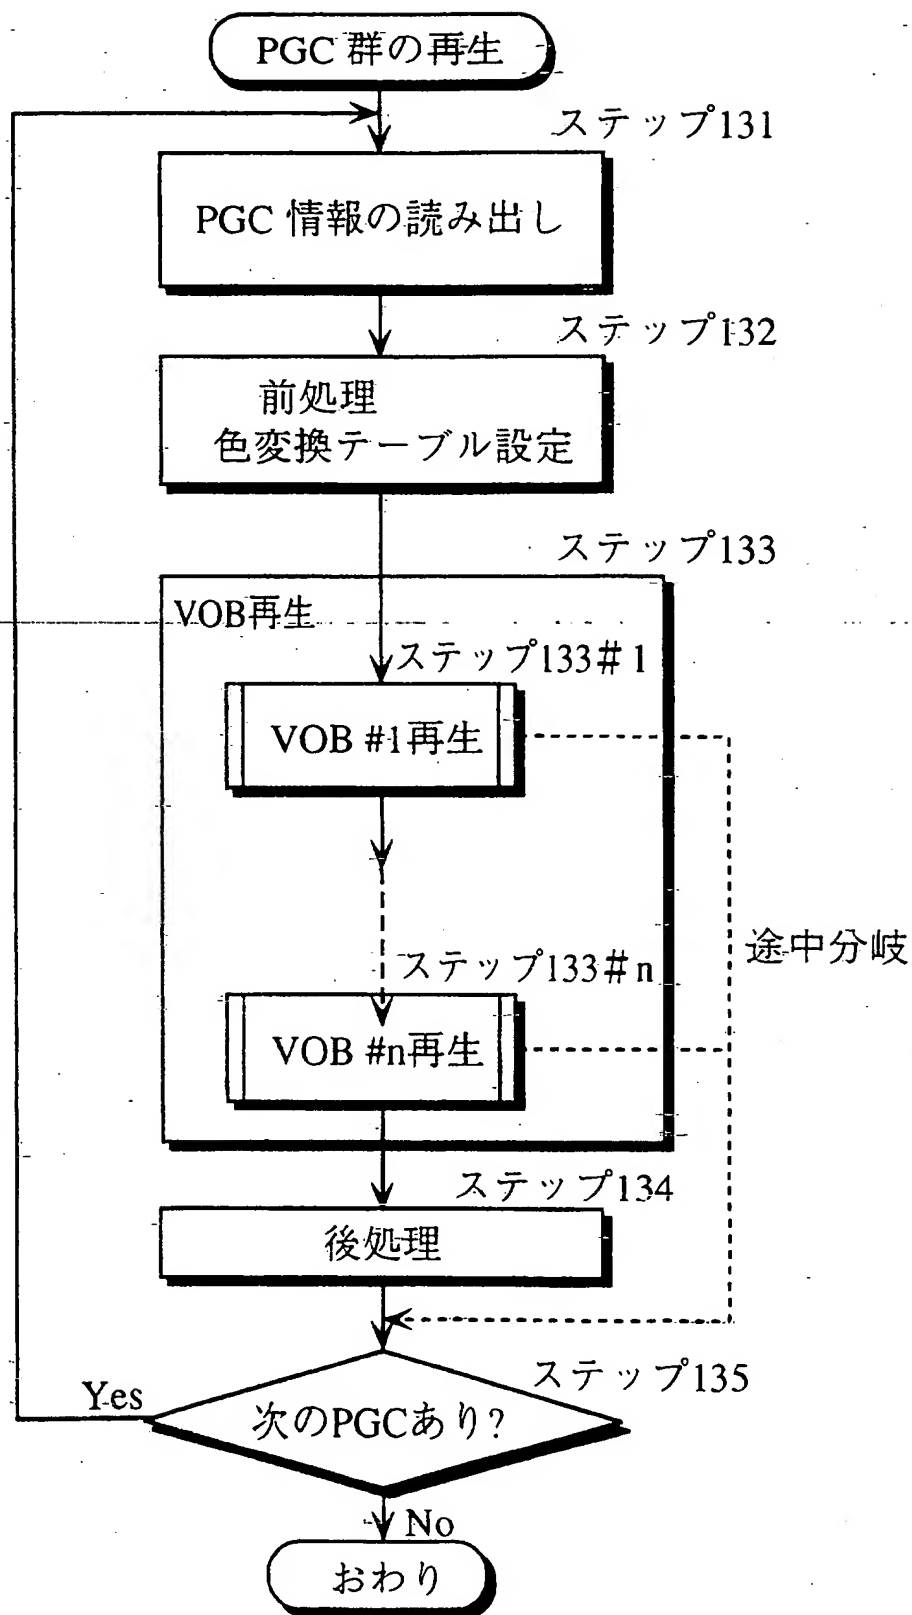 PGC 群の再生
ステップ131
PGC 情報の読み出し
ステップ132
前処理
色変換テーブル設定
ステップ133
VOB再生
ステップ133#1
VOB #1再生
途中分岐
ステップ133#n
VOB #n再生
ステップ134
後処理
ステップ135
Yes
次のPGCあり?
No
おわり